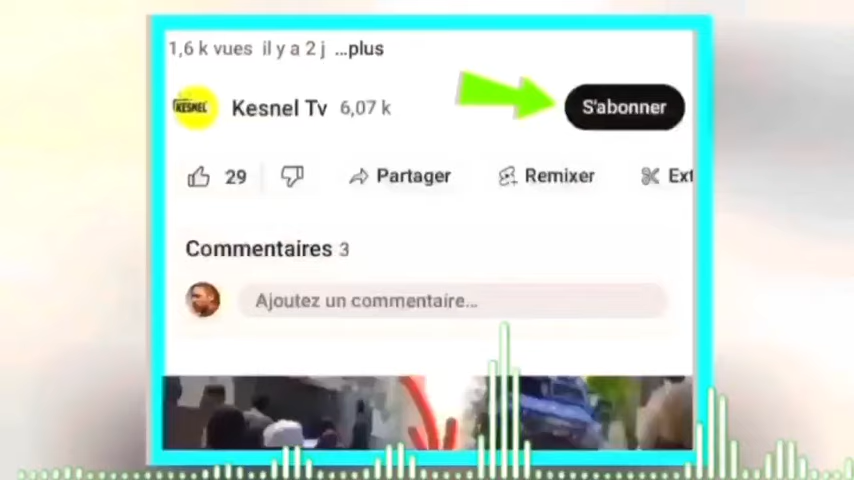 1,6 k vues il y a 2 j ...plus
KESNEL
Kesnel Tv 6,07 k
S'abonner
29
Partager
Remixer
Ext
Commentaires 3
Ajoutez un commentaire...